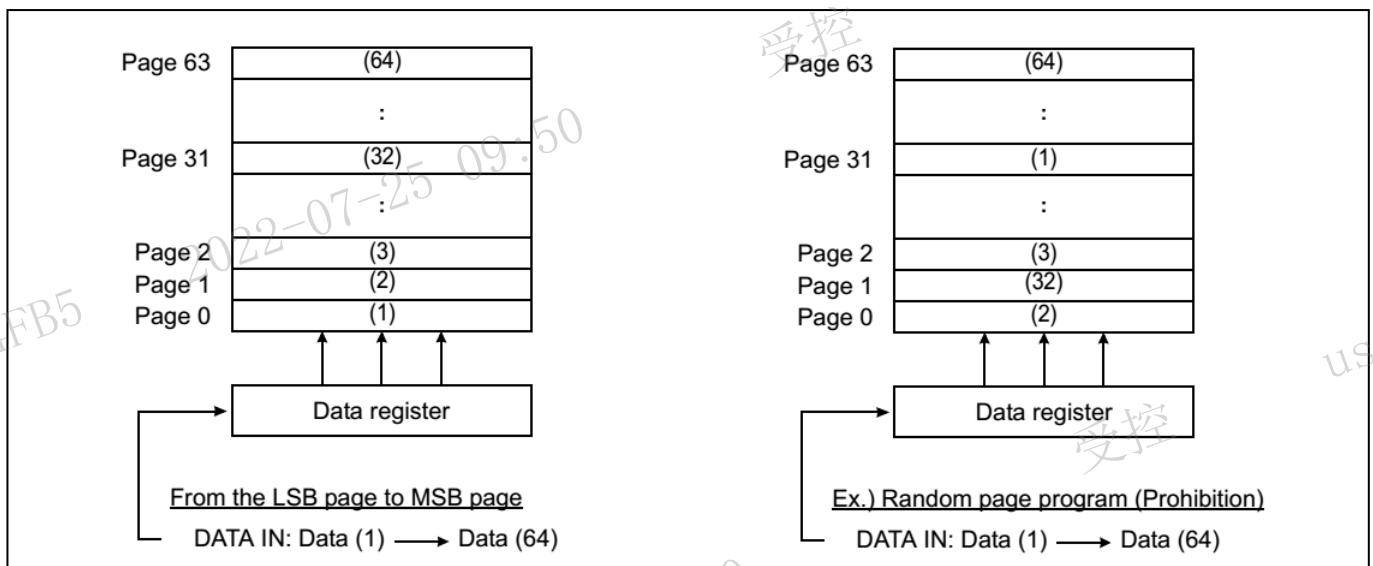 受控
Page 63 (64)
:
Page 31 (32)
:
Page 2 (3)
Page 1 (2)
Page 0 (1)
Data register
From the LSB page to MSB page
DATA IN: Data (1) Data (64)
Page 63 (64)
:
Page 31 (1)
:
Page 2 (3)
Page 1 (32)
Page 0 (2)
Data register
Ex.) Random page program (Prohibition)
DATA IN: Data (1) Data (64)
2022-07-25 09:50
FB5
us
受控